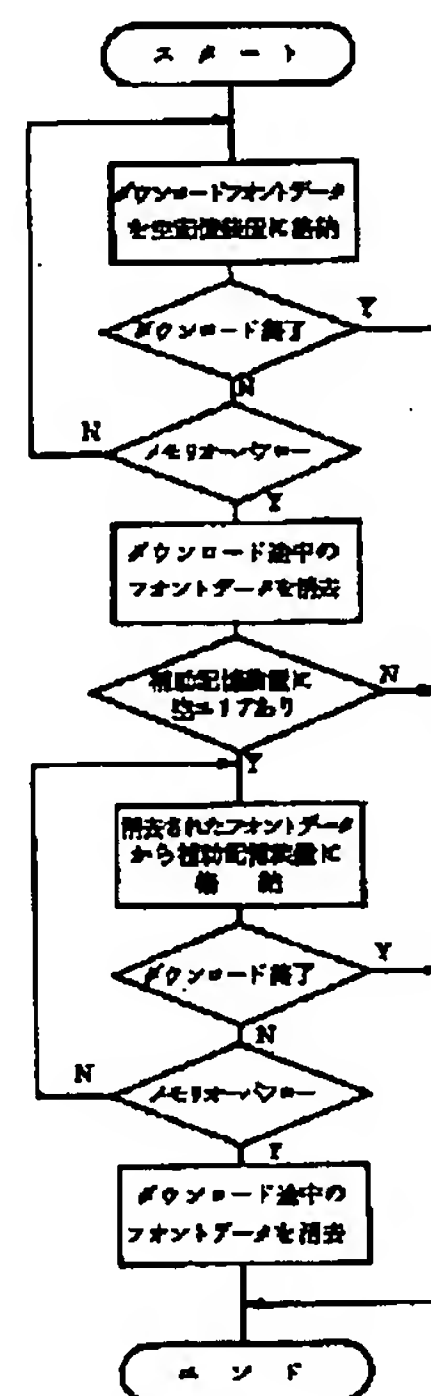 スタート
ダウンロードフォントデータ
を主記憶装置に格納
ダウンロード終了
Y
N
メモリオーバフロー
N
Y
ダウンロード途中の
フォントデータを消去
補助記憶装置に
空エリアあり
N
Y
消去されたフォントデータ
から補助記憶装置に
格納
ダウンロード終了
Y
N
メモリオーバフロー
N
Y
ダウンロード途中の
フォントデータを消去
エンド